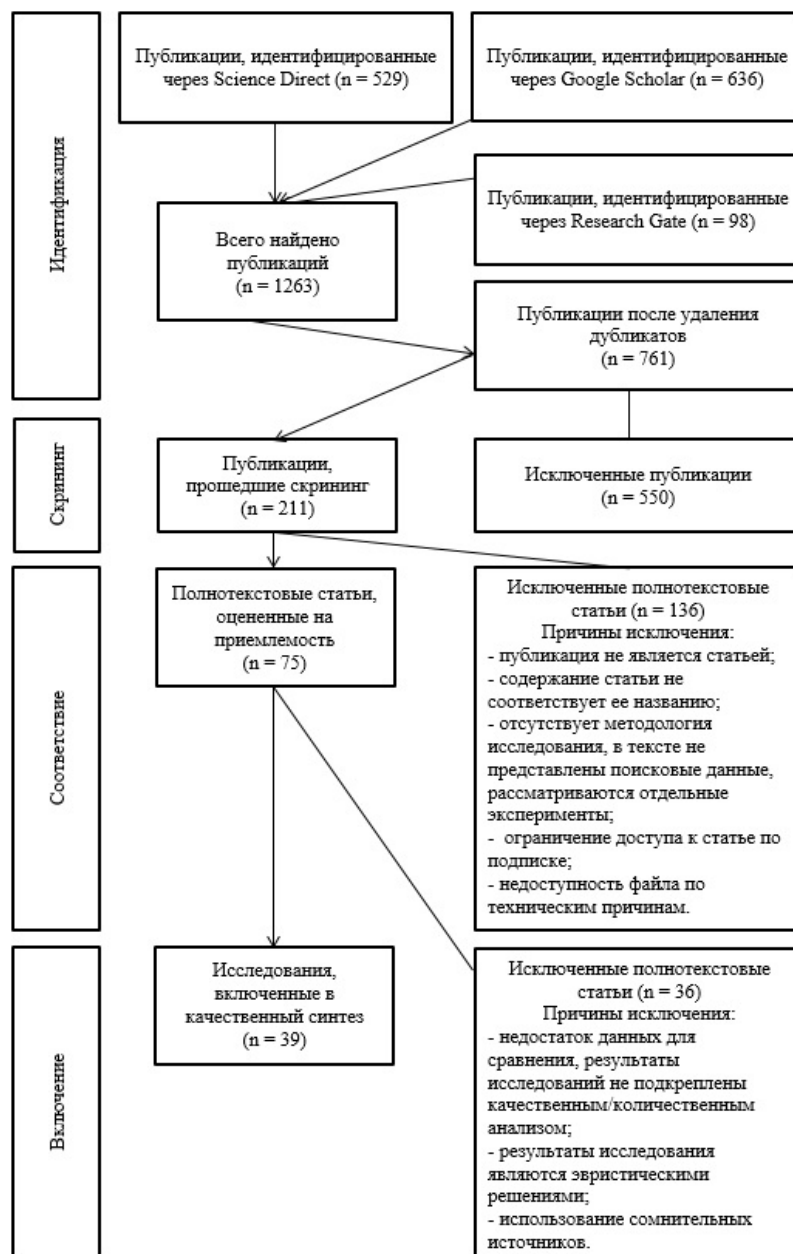 Идентификация
Публикации, идентифицированные
через Science Direct (n = 529)
Публикации, идентифицированные
через Google Scholar (n = 636)
Публикации, идентифицированные
через Research Gate (n = 98)
Всего найдено
публикаций
(n = 1263)
Публикации после удаления
дубликатов
(n = 761)
Скрининг
Публикации,
прошедшие скрининг
(n = 211)
Исключенные публикации
(n = 550)
Соответствие
Полнотекстовые статьи,
оцененные на
приемлемость
(n = 75)
Исключенные полнотекстовые
статьи (n = 136)
Причины исключения:
- публикация не является статьей;
- содержание статьи не
соответствует ее названию;
- отсутствует методология
исследования, в тексте не
представлены поисковые данные,
рассматриваются отдельные
эксперименты;
- ограничение доступа к статье по
подписке;
- недоступность файла по
техническим причинам.
Включение
Исследования,
включенные в
качественный синтез
(n = 39)
Исключенные полнотекстовые
статьи (n = 36)
Причины исключения:
- недостаток данных для
сравнения, результаты
исследований не подкреплены
качественным/количественным
анализом;
- результаты исследования
являются эвристическими
решениями;
- использование сомнительных
источников.